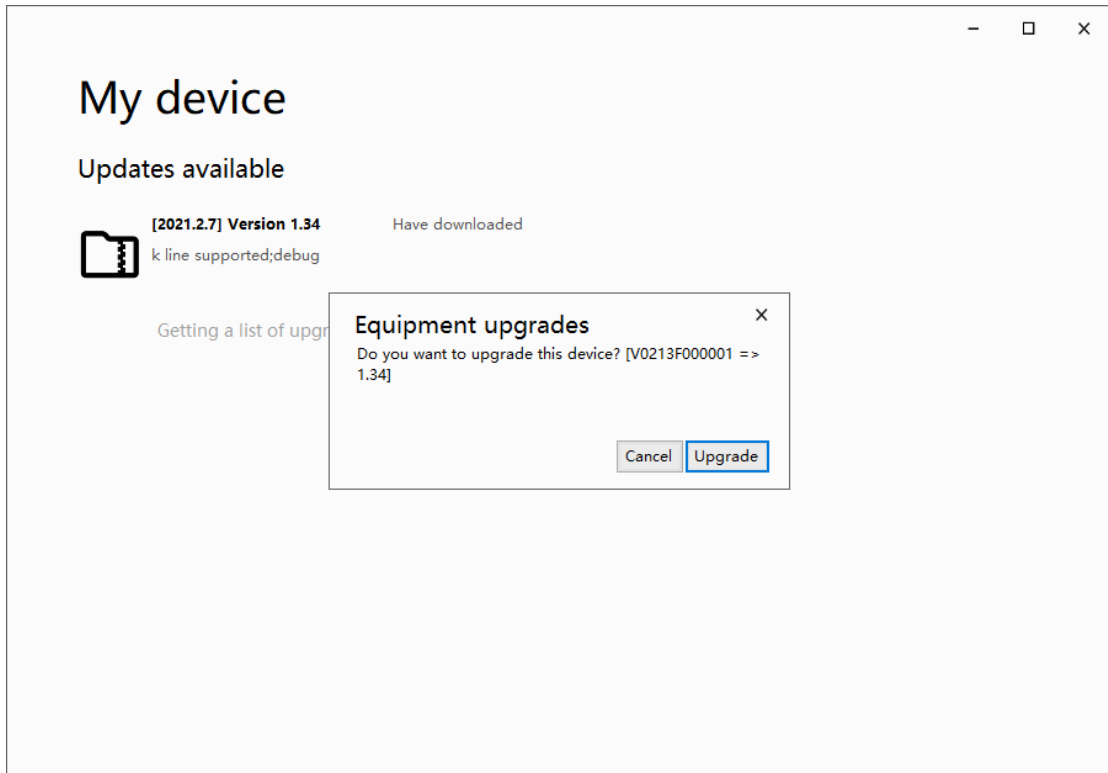 My device
Updates available
[2021.2.7] Version 1.34 Have downloaded
k line supported;debug
Getting a list of upgr
Equipment upgrades
Do you want to upgrade this device? [V0213F000001 =>
1.34]
Cancel Upgrade